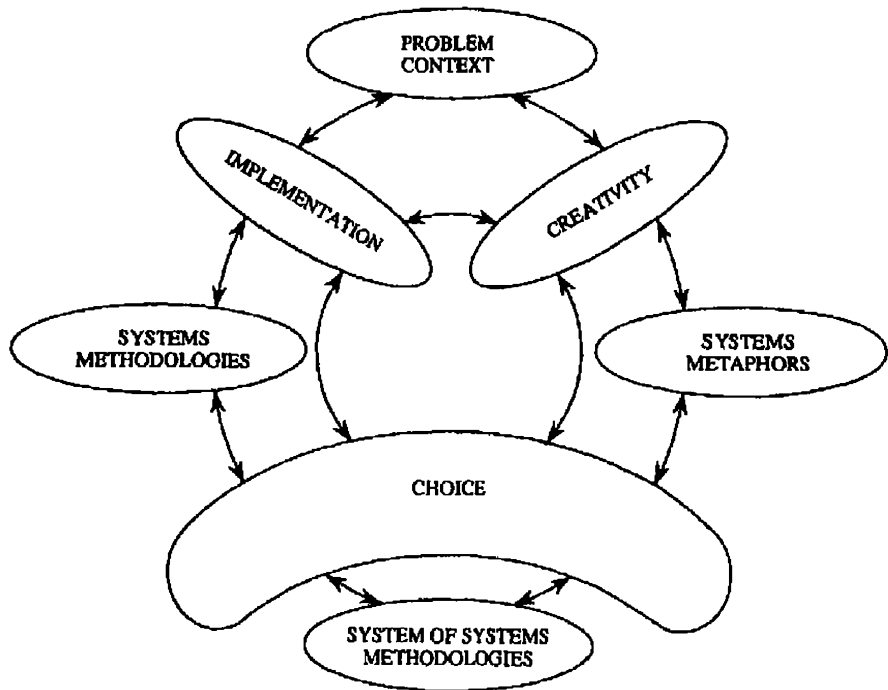 PROBLEM
CONTEXT
IMPLEMENTATION
CREATIVITY
SYSTEMS
METHODOLOGIES
SYSTEMS
METAPHORS
CHOICE
SYSTEM OF SYSTEMS
METHODOLOGIES